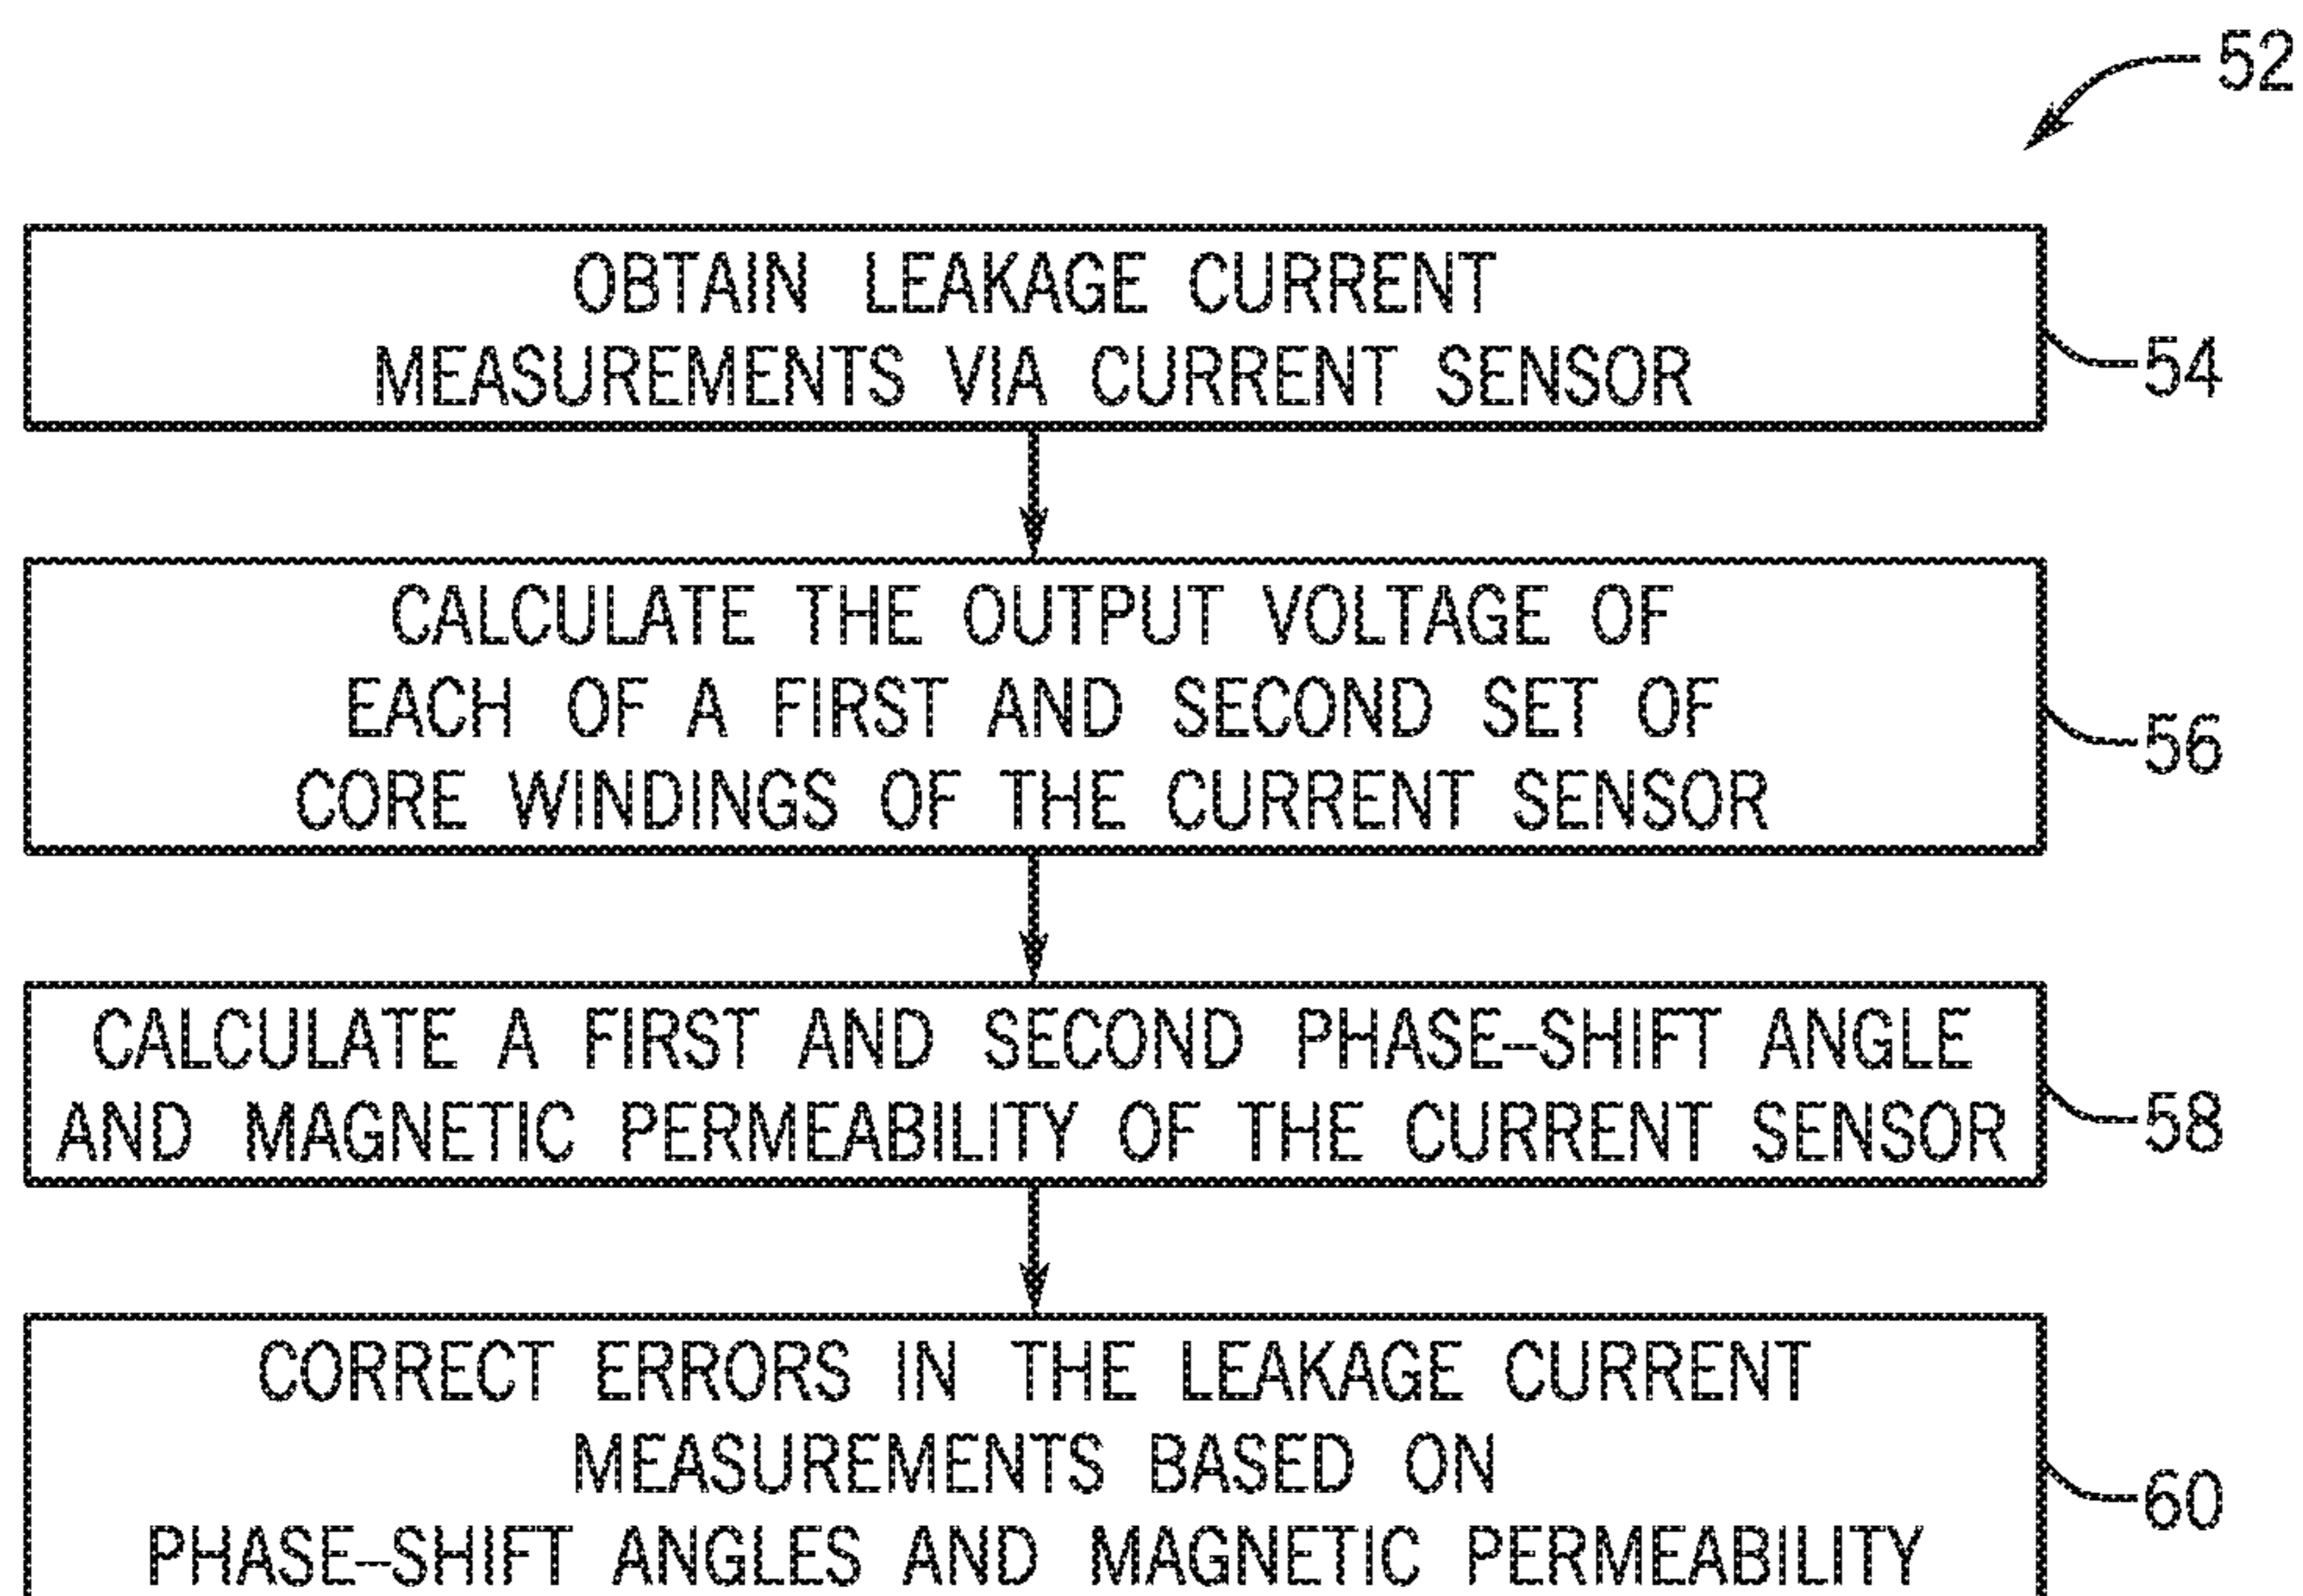 52
OBTAIN LEAKAGE CURRENT
MEASUREMENTS VIA CURRENT SENSOR
54
CALCULATE THE OUTPUT VOLTAGE OF
EACH OF A FIRST AND SECOND SET OF
CORE WINDINGS OF THE CURRENT SENSOR
56
CALCULATE A FIRST AND SECOND PHASE–SHIFT ANGLE
AND MAGNETIC PERMEABILITY OF THE CURRENT SENSOR
58
CORRECT ERRORS IN THE LEAKAGE CURRENT
MEASUREMENTS BASED ON
PHASE–SHIFT ANGLES AND MAGNETIC PERMEABILITY
60